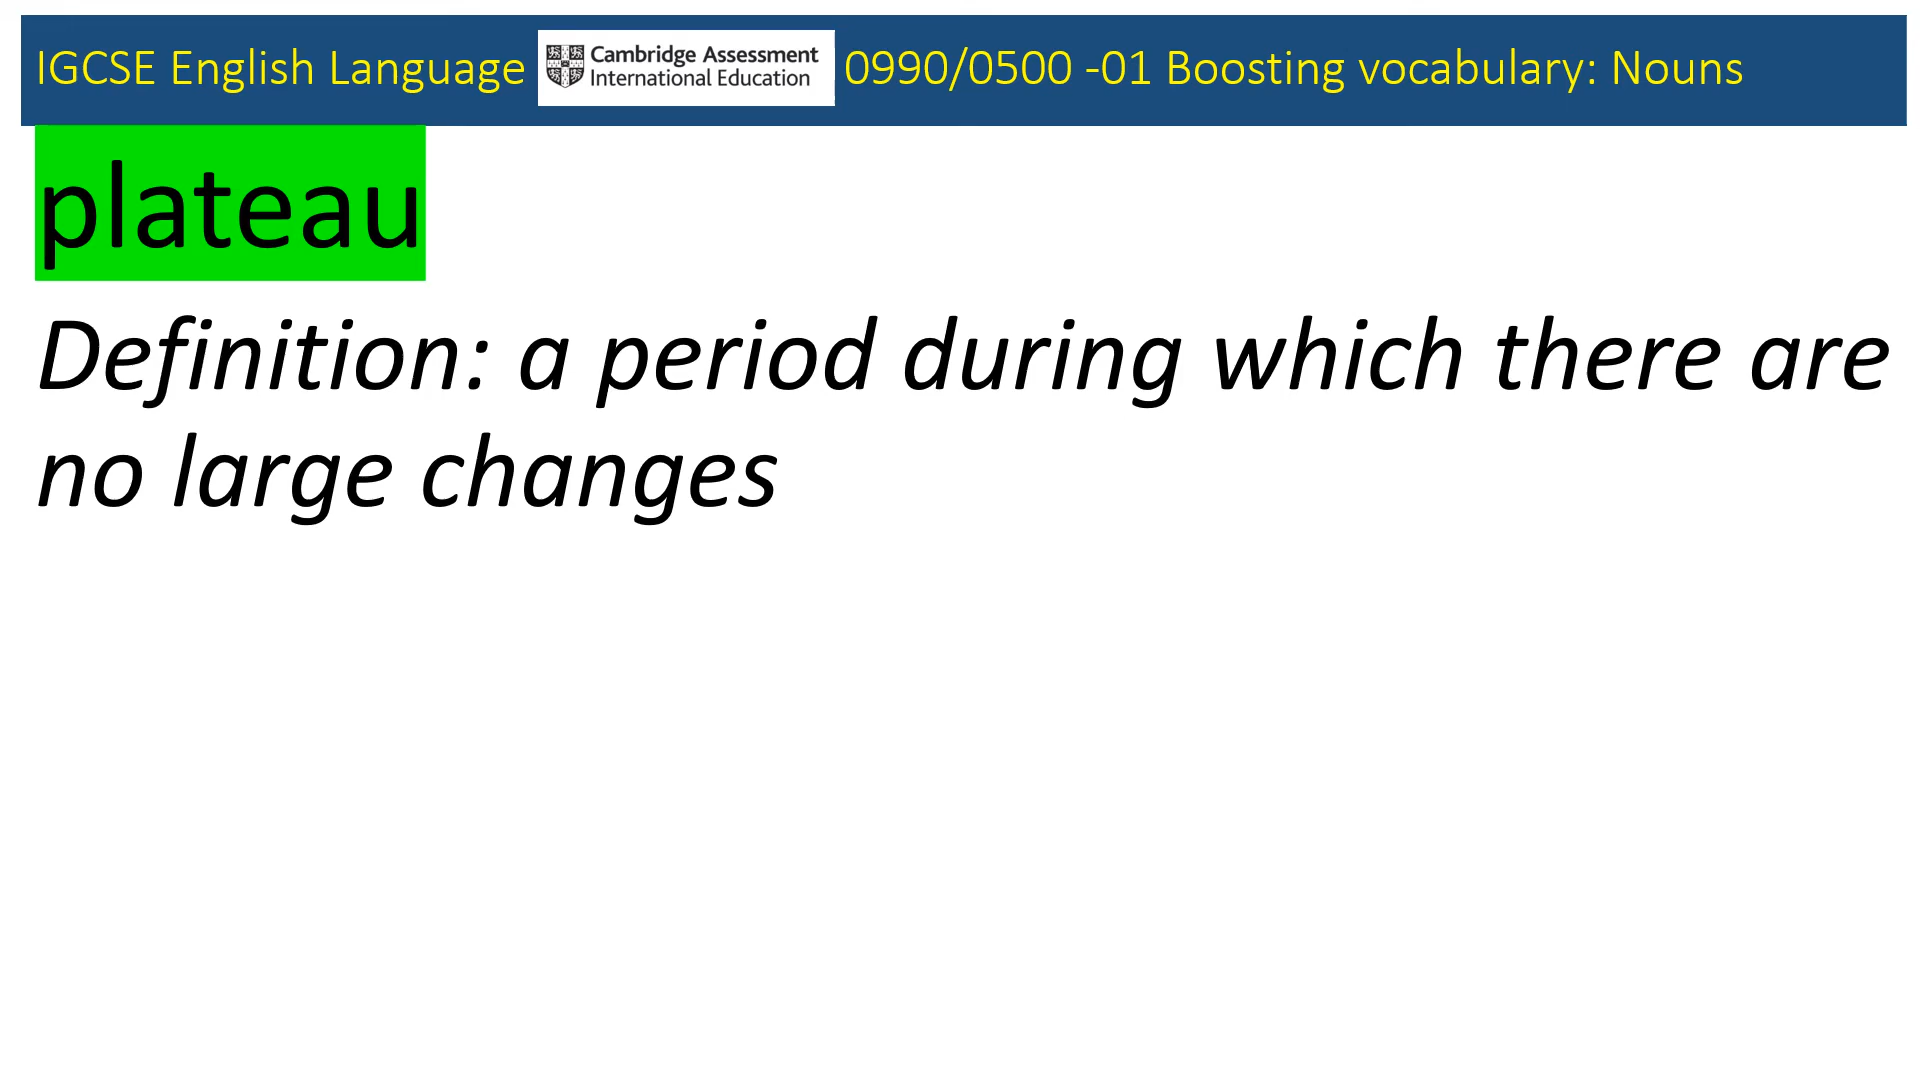 IGCSE English Language Cambridge Assessment International Education 0990/0500 -01 Boosting vocabulary: Nouns
plateau
Definition: a period during which there are
no large changes